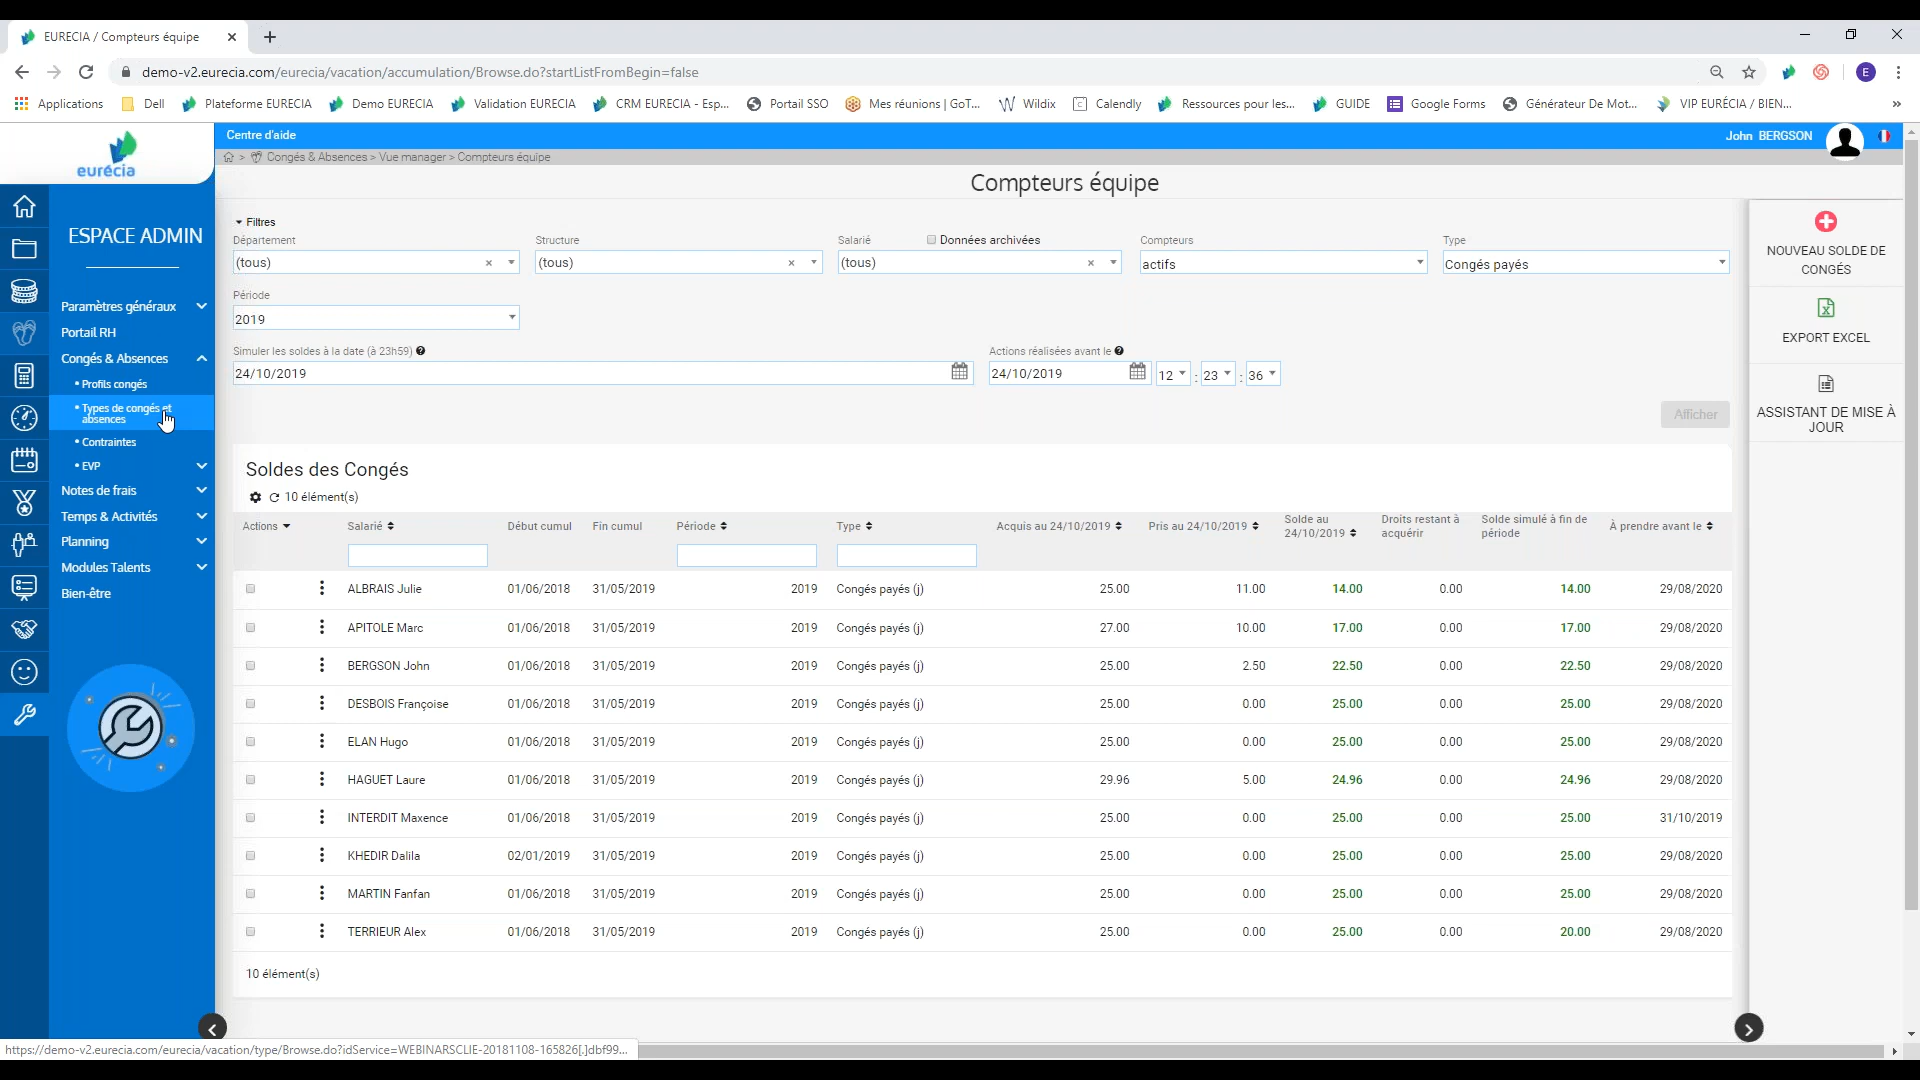 EURECIA / Compteurs équipe
demo-v2.eurecia.com/eurecia/vacation/accumulation/Browse.do?startListFromBegin=false
E
Applications Dell Plateforme EURECIA Demo EURECIA Validation EURECIA CRM EURECIA - Esp... Portail SSO Mes réunions | GoT... Wildix Calendly Ressources pour les... GUIDE Google Forms Générateur De Mot... VIP EURÉCIA / BIEN... »
eurécia
Centre d'aide
John BERGSON
> Congés & Absences > Vue manager > Compteurs équipe
Compteurs équipe
ESPACE ADMIN
Paramètres généraux
Portail RH
Congés & Absences
• Profils congés
• Types de congés et
absences
• Contraintes
• EVP
Notes de frais
Temps & Activités
Planning
Modules Talents
Bien-être
Filtres
Département Structure Salarié Données archivées Compteurs Type
(tous) (tous) (tous) actifs Congés payés
Période
2019
Simuler les soldes à la date (à 23h59) Actions réalisées avant le
24/10/2019 24/10/2019 12 : 23 : 36
Afficher
NOUVEAU SOLDE DE
CONGÉS
EXPORT EXCEL
ASSISTANT DE MISE À
JOUR
Soldes des Congés
10 élément(s)
Actions Salarié Début cumul Fin cumul Période Type Acquis au 24/10/2019 Pris au 24/10/2019 Solde au 24/10/2019 Droits restant à acquérir Solde simulé à fin de période À prendre avant le
ALBRAIS Julie 01/06/2018 31/05/2019 2019 Congés payés (j) 25.00 11.00 14.00 0.00 14.00 29/08/2020
APITOLE Marc 01/06/2018 31/05/2019 2019 Congés payés (j) 27.00 10.00 17.00 0.00 17.00 29/08/2020
BERGSON John 01/06/2018 31/05/2019 2019 Congés payés (j) 25.00 2.50 22.50 0.00 22.50 29/08/2020
DESBOIS Françoise 01/06/2018 31/05/2019 2019 Congés payés (j) 25.00 0.00 25.00 0.00 25.00 29/08/2020
ELAN Hugo 01/06/2018 31/05/2019 2019 Congés payés (j) 25.00 0.00 25.00 0.00 25.00 29/08/2020
HAGUET Laure 01/06/2018 31/05/2019 2019 Congés payés (j) 29.96 5.00 24.96 0.00 24.96 29/08/2020
INTERDIT Maxence 01/06/2018 31/05/2019 2019 Congés payés (j) 25.00 0.00 25.00 0.00 25.00 31/10/2019
KHEDIR Dalila 02/01/2019 31/05/2019 2019 Congés payés (j) 25.00 0.00 25.00 0.00 25.00 29/08/2020
MARTIN Fanfan 01/06/2018 31/05/2019 2019 Congés payés (j) 25.00 0.00 25.00 0.00 25.00 29/08/2020
TERRIEUR Alex 01/06/2018 31/05/2019 2019 Congés payés (j) 25.00 0.00 25.00 0.00 20.00 29/08/2020
10 élément(s)
https://demo-v2.eurecia.com/eurecia/vacation/type/Browse.do?idService=WEBINARSCLIE-20181108-165826[.]dbf99...